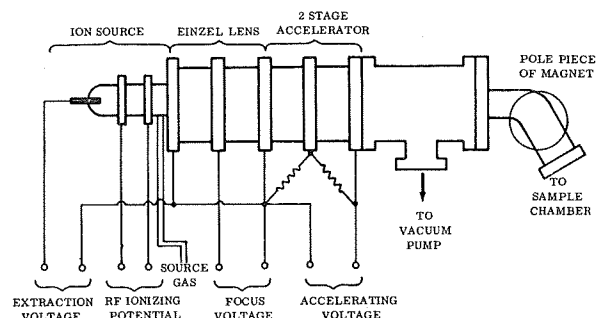 2 STAGE
ION SOURCE EINZEL LENS ACCELERATOR
POLE PIECE
OF MAGNET
TO
SAMPLE
CHAMBER
TO
VACUUM
PUMP
SOURCE
GAS
EXTRACTION
VOLTAGE
RF IONIZING
POTENTIAL
FOCUS
VOLTAGE
ACCELERATING
VOLTAGE